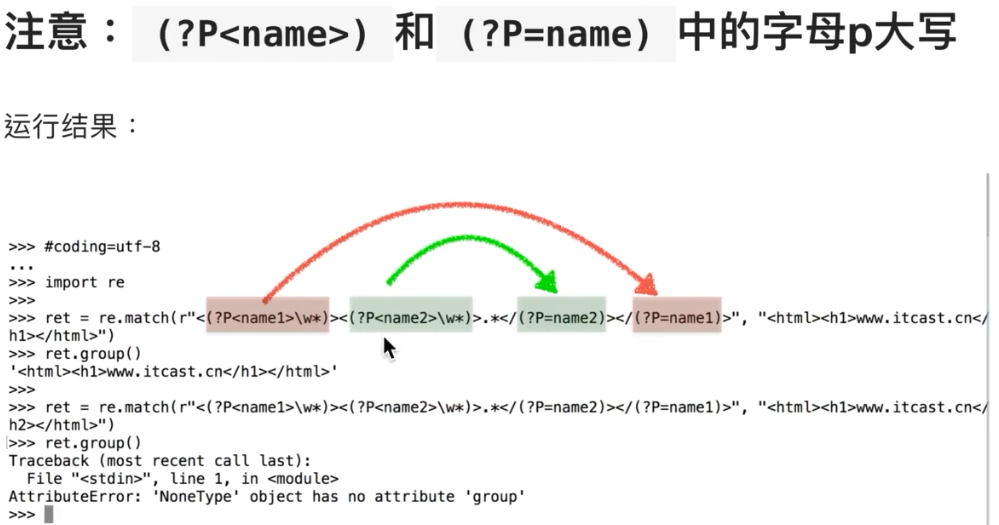 注意： (?P<name>) 和 (?P=name) 中的字母p大写
运行结果：
>>> #coding=utf-8
...
>>> import re
>>>
>>> ret = re.match(r"<(?P<name1>\w*)><(?P<name2>\w*)>.*</(?P=name2)></(?P=name1)>", "<html><h1>www.itcast.cn</
h1></html>")
>>> ret.group()
'<html><h1>www.itcast.cn</h1></html>'
>>>
>>> ret = re.match(r"<(?P<name1>\w*)><(?P<name2>\w*)>.*</(?P=name2)></(?P=name1)>", "<html><h1>www.itcast.cn</
h2></html>")
>>> ret.group()
Traceback (most recent call last):
  File "<stdin>", line 1, in <module>
AttributeError: 'NoneType' object has no attribute 'group'
>>>